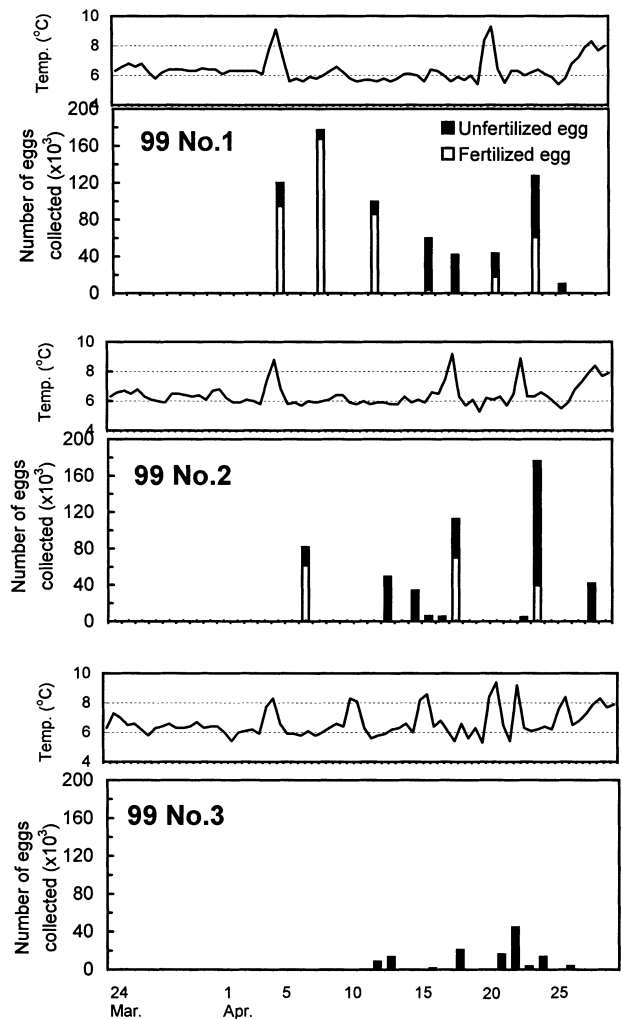 10
8
6
4
Temp. (°C)
200
160
120
80
40
0
Number of eggs
collected (x10³)
99 No.1
Unfertilized egg
Fertilized egg
10
8
6
4
Temp. (°C)
200
160
120
80
40
0
Number of eggs
collected (x10³)
99 No.2
10
8
6
4
Temp. (°C)
200
160
120
80
40
0
Number of eggs
collected (x10³)
99 No.3
24 1 5 10 15 20 25
Mar. Apr.